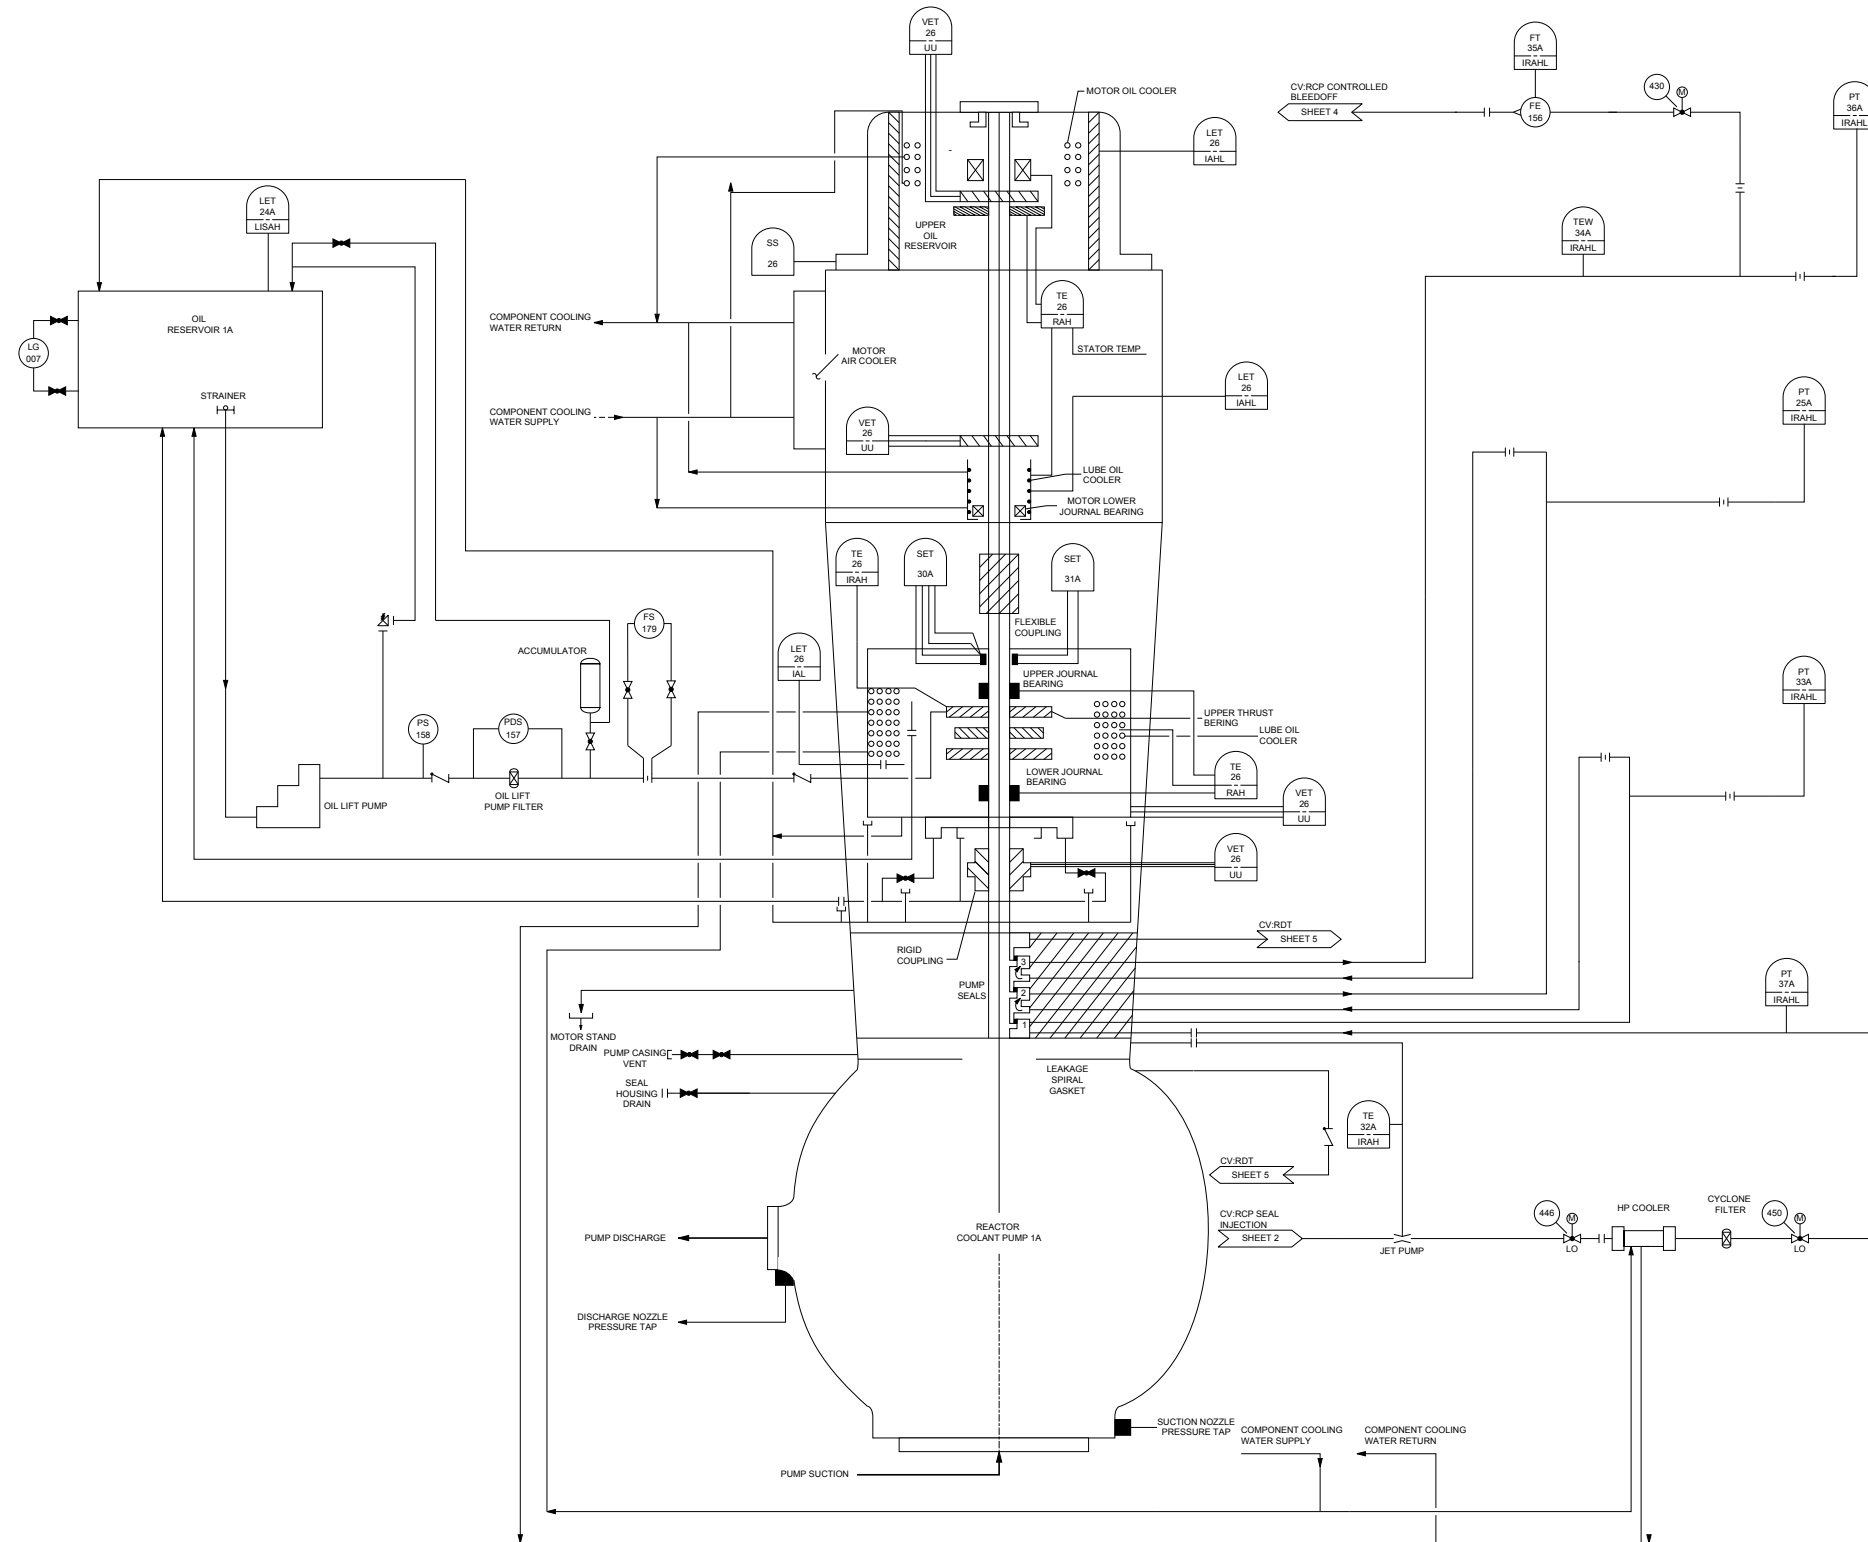 VET
26
UU
MOTOR OIL COOLER
LET
26
IAHL
CV:RCP CONTROLLED
BLEEDOFF
SHEET 4
FT
35A
IRAHL
FE
156
430
M
PT
36A
IRAHL
LET
24A
LISAH
SS
26
UPPER
OIL
RESERVOIR
TEW
34A
IRAHL
OIL
RESERVOIR 1A
LG
007
STRAINER
COMPONENT COOLING
WATER RETURN
TE
26
RAH
STATOR TEMP
MOTOR
AIR COOLER
COMPONENT COOLING
WATER SUPPLY
VET
26
UU
LET
26
IAHL
PT
25A
IRAHL
LUBE OIL
COOLER
MOTOR LOWER
JOURNAL BEARING
TE
26
IRAH
SET
30A
SET
31A
FLEXIBLE
COUPLING
FS
179
ACCUMULATOR
LET
26
IAL
UPPER JOURNAL
BEARING
PT
33A
IRAHL
PS
158
PDS
157
UPPER THRUST
BERING
LUBE OIL
COOLER
OIL LIFT PUMP
OIL LIFT
PUMP FILTER
LOWER JOURNAL
BEARING
TE
26
RAH
VET
26
UU
VET
26
UU
CV:RDT
SHEET 5
RIGID
COUPLING
PUMP
SEALS
3
2
1
PT
37A
IRAHL
MOTOR STAND
DRAIN
PUMP CASING
VENT
SEAL
HOUSING
DRAIN
LEAKAGE
SPIRAL
GASKET
TE
32A
IRAH
CV:RDT
SHEET 5
CV:RCP SEAL
INJECTION
SHEET 2
JET PUMP
446
M
LO
HP COOLER
CYCLONE
FILTER
450
M
LO
PUMP DISCHARGE
REACTOR
COOLANT PUMP 1A
DISCHARGE NOZZLE
PRESSURE TAP
SUCTION NOZZLE
PRESSURE TAP
COMPONENT COOLING
WATER SUPPLY
COMPONENT COOLING
WATER RETURN
PUMP SUCTION